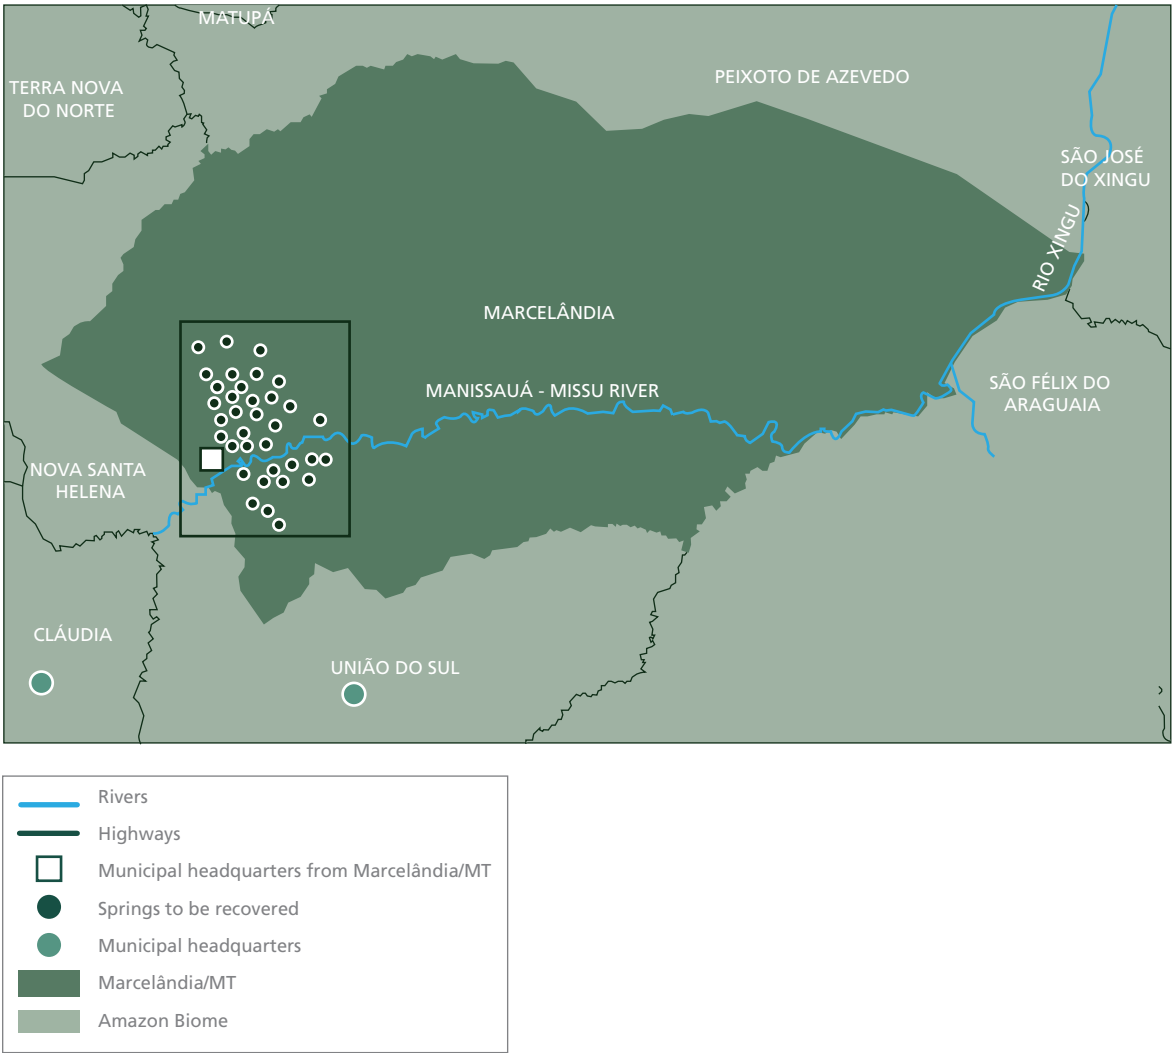 MATUPÁ
PEIXOTO DE AZEVEDO
TERRA NOVA
DO NORTE
SÃO JOSÉ
DO XINGU
RIO XINGU
MARCELÂNDIA
MANISSAUÁ - MISSU RIVER
SÃO FÉLIX DO
ARAGUAIA
NOVA SANTA
HELENA
CLÁUDIA
UNIÃO DO SUL
Rivers
Highways
Municipal headquarters from Marcelândia/MT
Springs to be recovered
Municipal headquarters
Marcelândia/MT
Amazon Biome